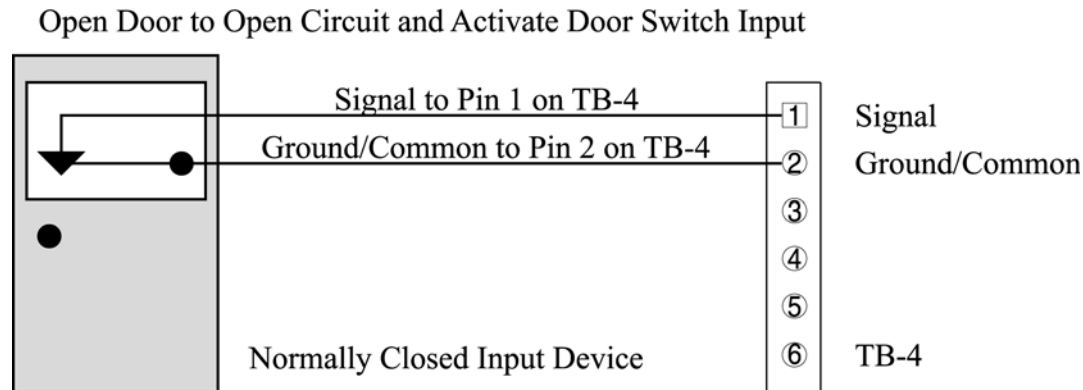 Open Door to Open Circuit and Activate Door Switch Input
Signal to Pin 1 on TB-4
1 Signal
Ground/Common to Pin 2 on TB-4
2 Ground/Common
3
4
5
Normally Closed Input Device
6 TB-4